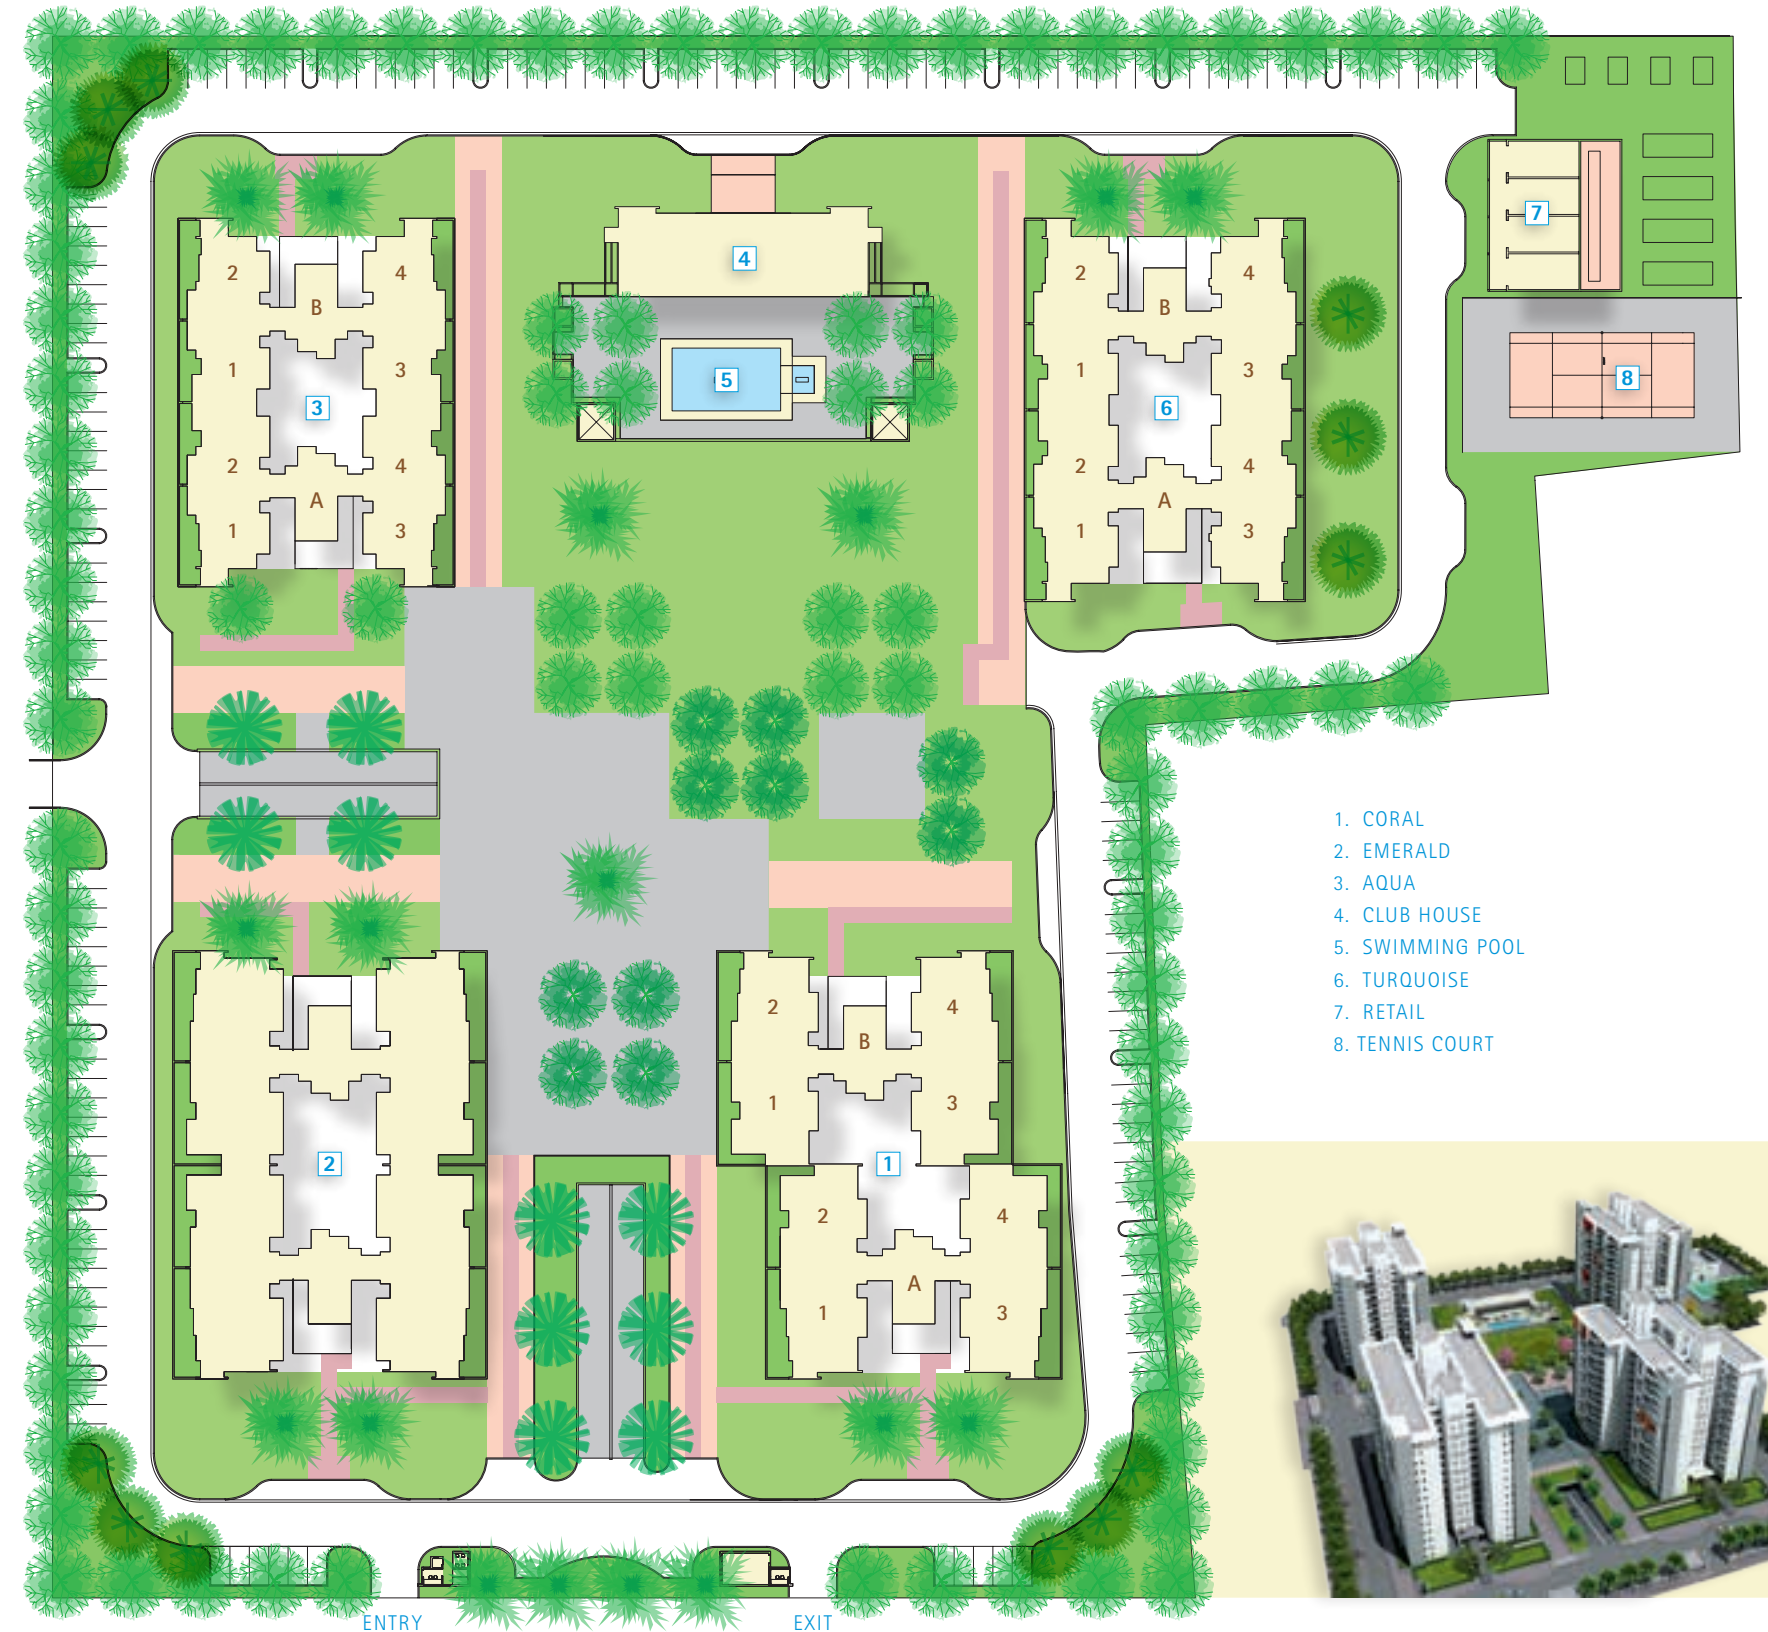 7
2 4 2 4
4
B B
1 3 5 1 3 8
3 6
2 4 2 4
A A
1 3 1 3
1. CORAL
2. EMERALD
3. AQUA
4. CLUB HOUSE
5. SWIMMING POOL
6. TURQUOISE
7. RETAIL
8. TENNIS COURT
2 4
B
1 3
2 1
2 4
A
1 3
ENTRY EXIT